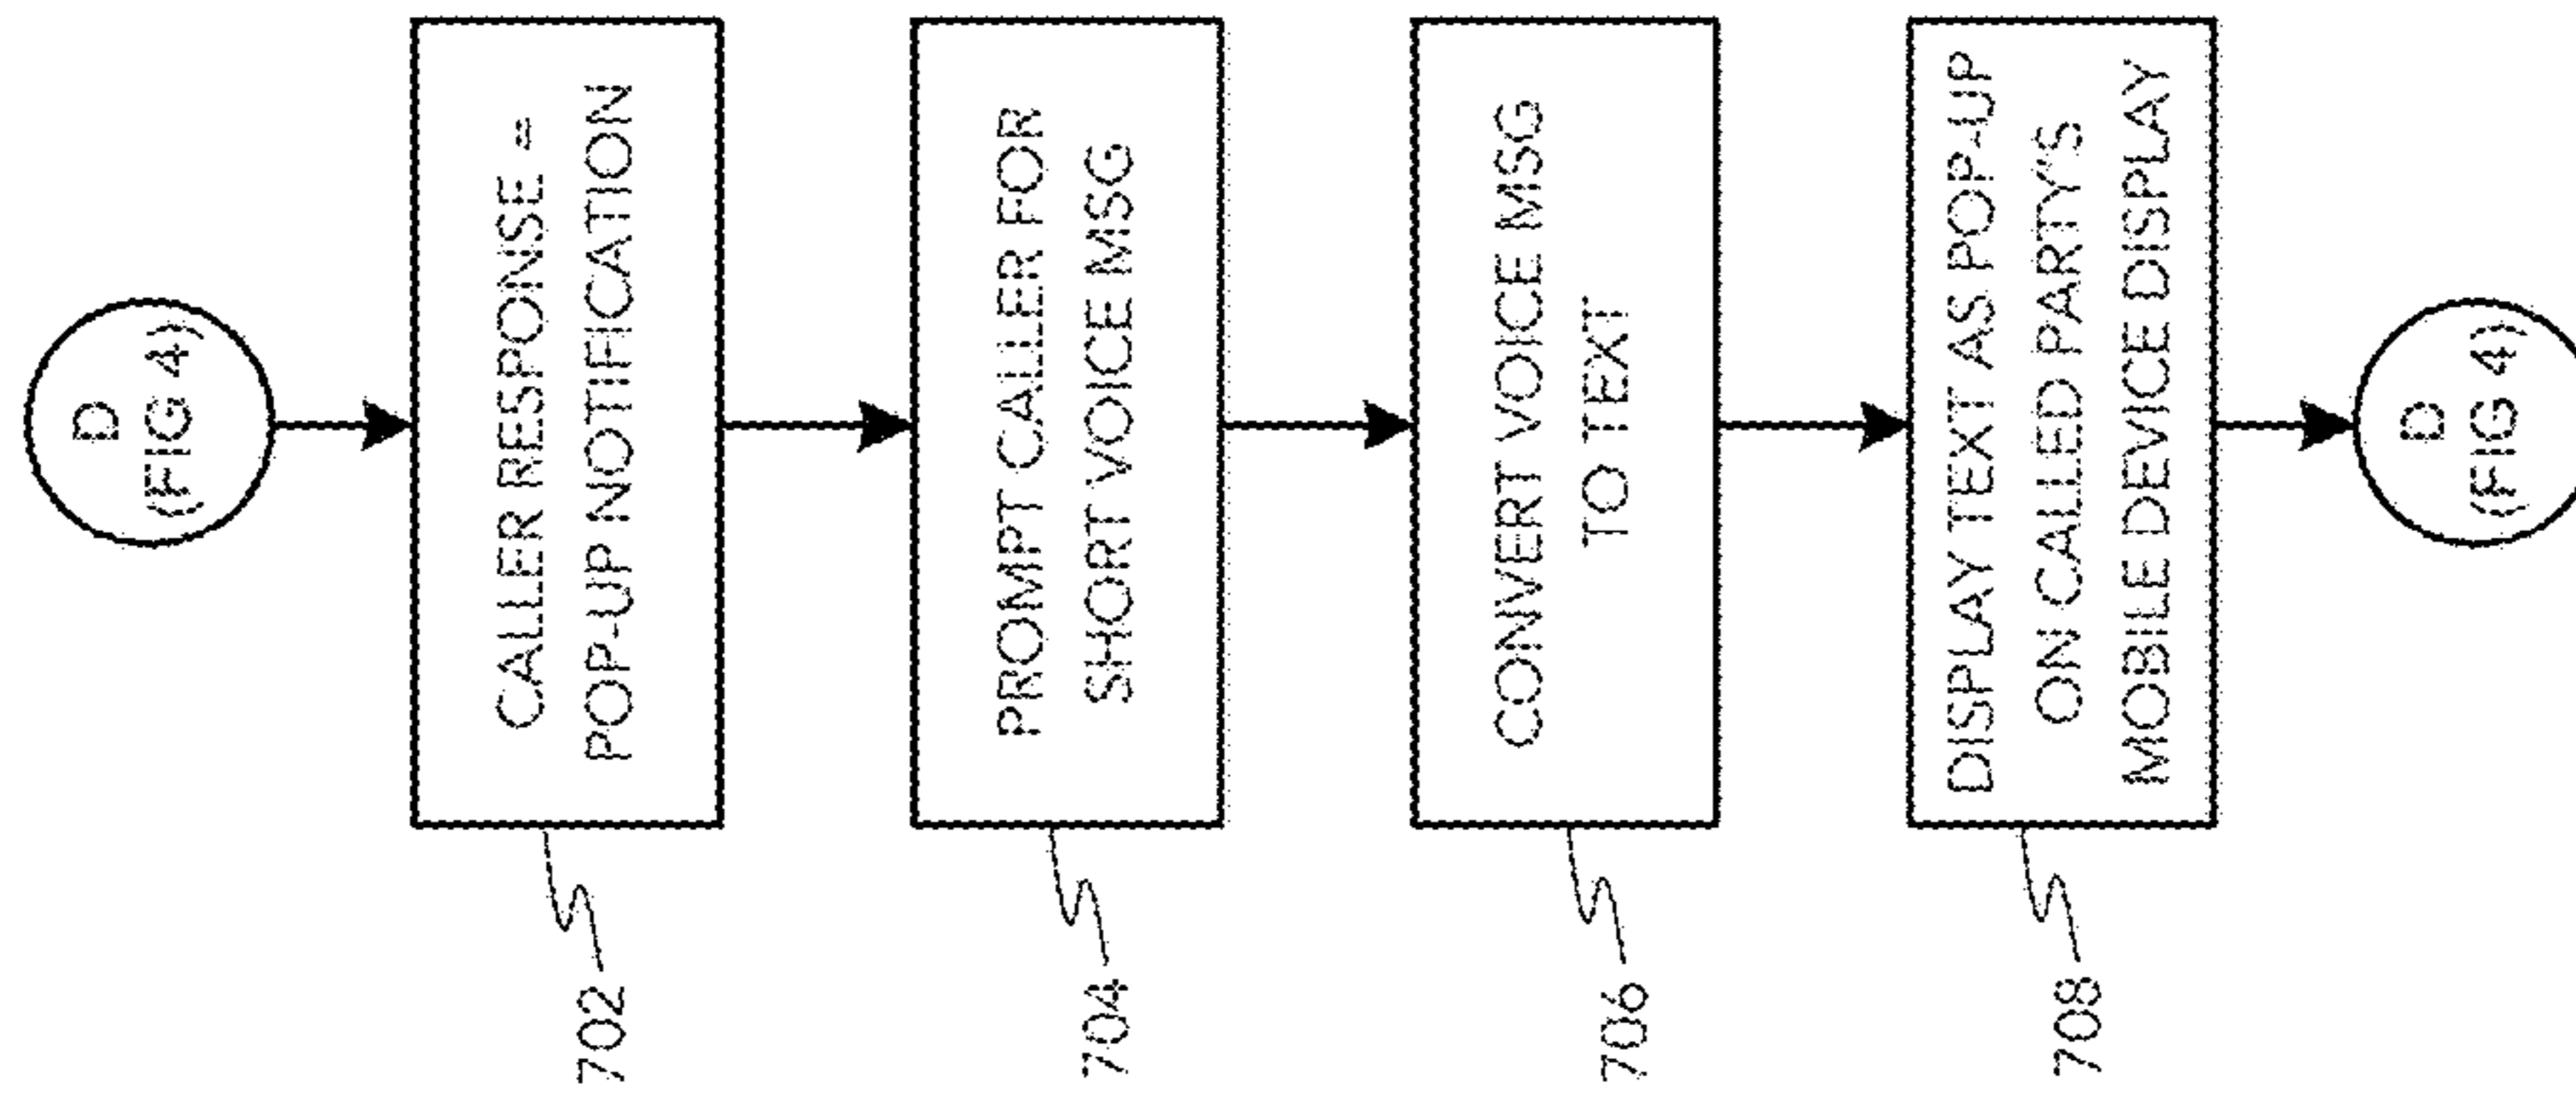 D
(FIG 4)
CALLER RESPONSE =
POP-UP NOTIFICATION
702
PROMPT CALLER FOR
SHORT VOICE MSG
704
CONVERT VOICE MSG
TO TEXT
706
DISPLAY TEXT AS POP-UP
ON CALLED PARTY'S
MOBILE DEVICE DISPLAY
708
D
(FIG 4)